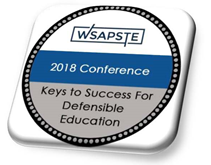 WSAPSTE
2018 Conference
Keys to Success For
Defensible
Education